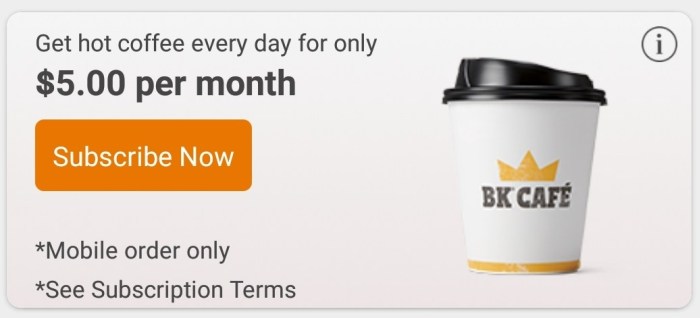 Get hot coffee every day for only
$5.00 per month
Subscribe Now
BK CAFÉ
*Mobile order only
*See Subscription Terms